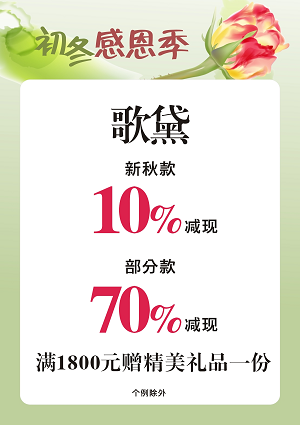 初冬感恩季
歌黛
新秋款
10%减现
部分款
70%减现
满1800元赠精美礼品一份
个例除外